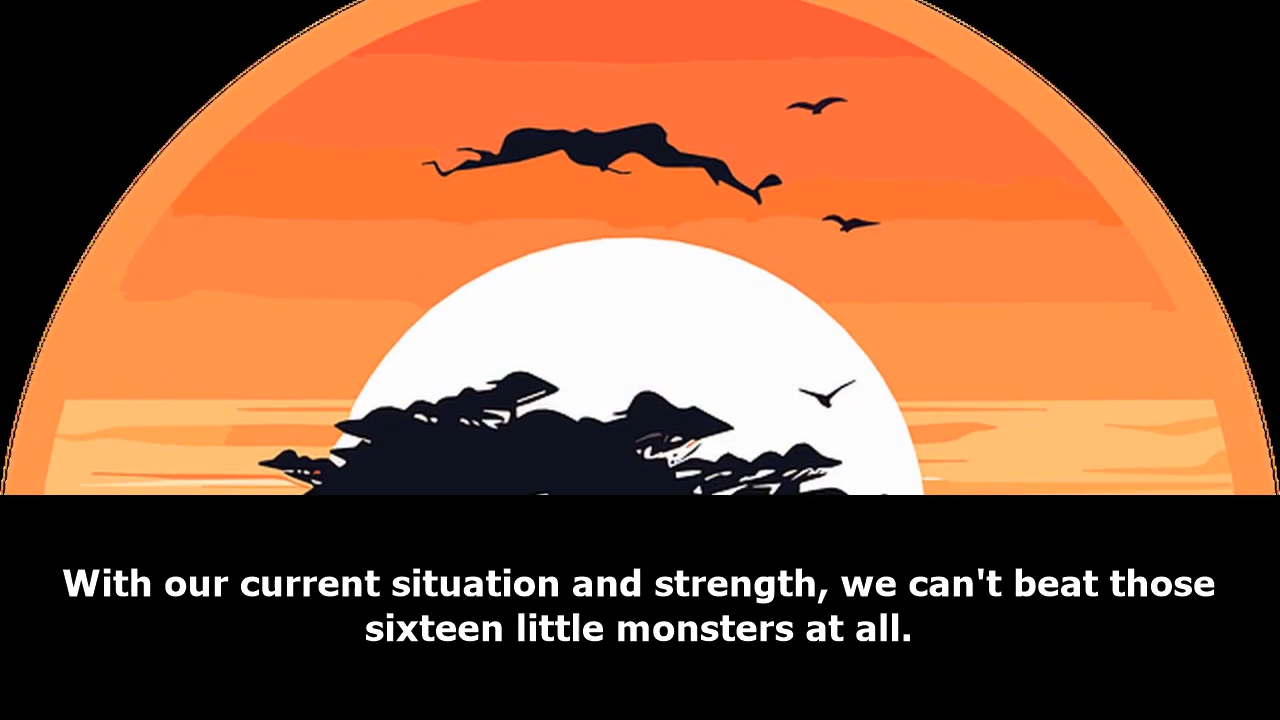 With our current situation and strength, we can't beat those
sixteen little monsters at all.